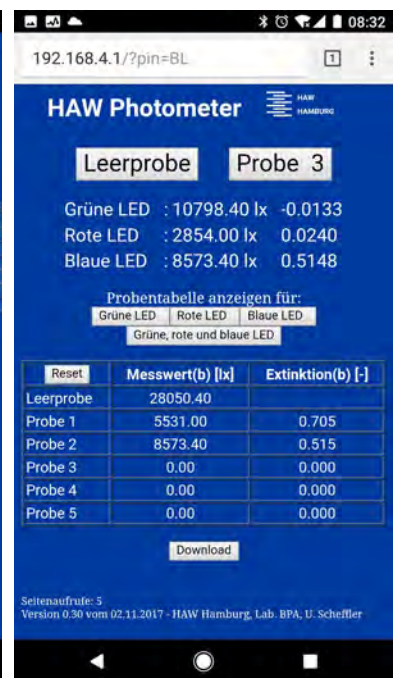 08:32
192.168.4.1/?pin=BL
1
HAW Photometer
HAW
HAMBURG
Leerprobe Probe 3
Grüne LED : 10798.40 lx -0.0133
Rote LED : 2854.00 lx 0.0240
Blaue LED : 8573.40 lx 0.5148
Probentabelle anzeigen für:
Grüne LED Rote LED Blaue LED
Grüne, rote und blaue LED
Reset Messwert(b) [lx] Extinktion(b) [-]
Leerprobe 28050.40
Probe 1 5531.00 0.705
Probe 2 8573.40 0.515
Probe 3 0.00 0.000
Probe 4 0.00 0.000
Probe 5 0.00 0.000
Download
Seitenaufrufe: 5
Version 0.30 vom 02.11.2017 - HAW Hamburg, Lab. BPA, U. Scheffler